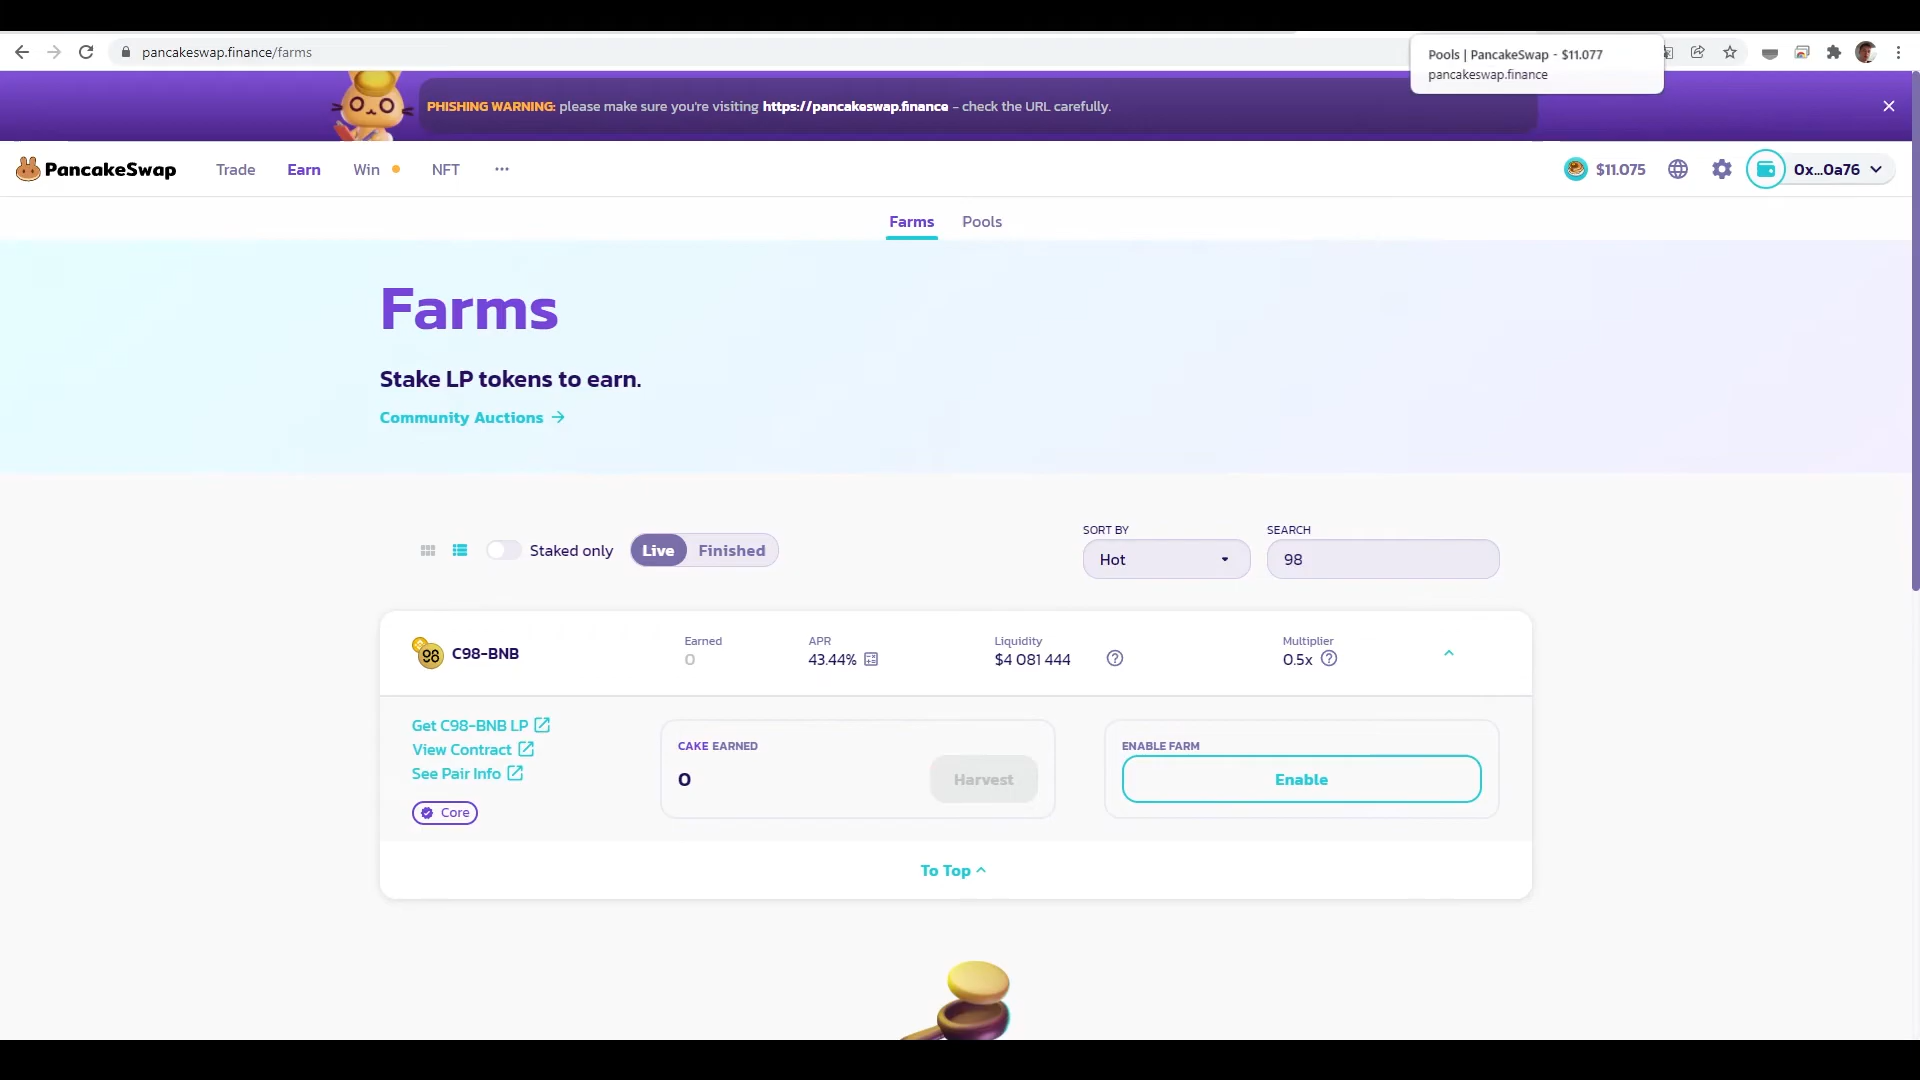 pancakeswap.finance/farms
Pools | PancakeSwap - $11.077
pancakeswap.finance
PHISHING WARNING: please make sure you're visiting https://pancakeswap.finance - check the URL carefully.
PancakeSwap
Trade
Earn
Win
NFT
$11.075
0x...0a76
Farms
Pools
Farms
Stake LP tokens to earn.
Community Auctions
Staked only
Live
Finished
SORT BY
Hot
SEARCH
98
98
C98-BNB
Earned
0
APR
43.44%
Liquidity
$4 081 444
Multiplier
0.5x
Get C98-BNB LP
View Contract
See Pair Info
Core
CAKE EARNED
0
Harvest
ENABLE FARM
Enable
To Top